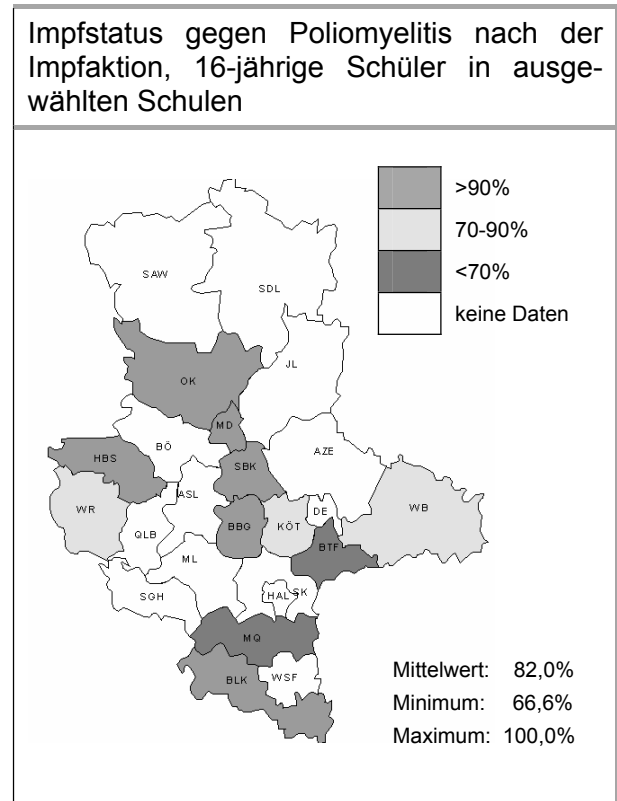 Impfstatus gegen Poliomyelitis nach der
Impfaktion, 16-jährige Schüler in ausge-
wählten Schulen
>90%
70-90%
<70%
keine Daten
SAW
SDL
OK
JL
MD
BÖ
HBS
SBK
AZE
ASL
WR
QLB
BBG
KÖT
DE
WB
BTF
ML
SGH
HAL
SK
MQ
BLK
WSF
Mittelwert: 82,0%
Minimum: 66,6%
Maximum: 100,0%